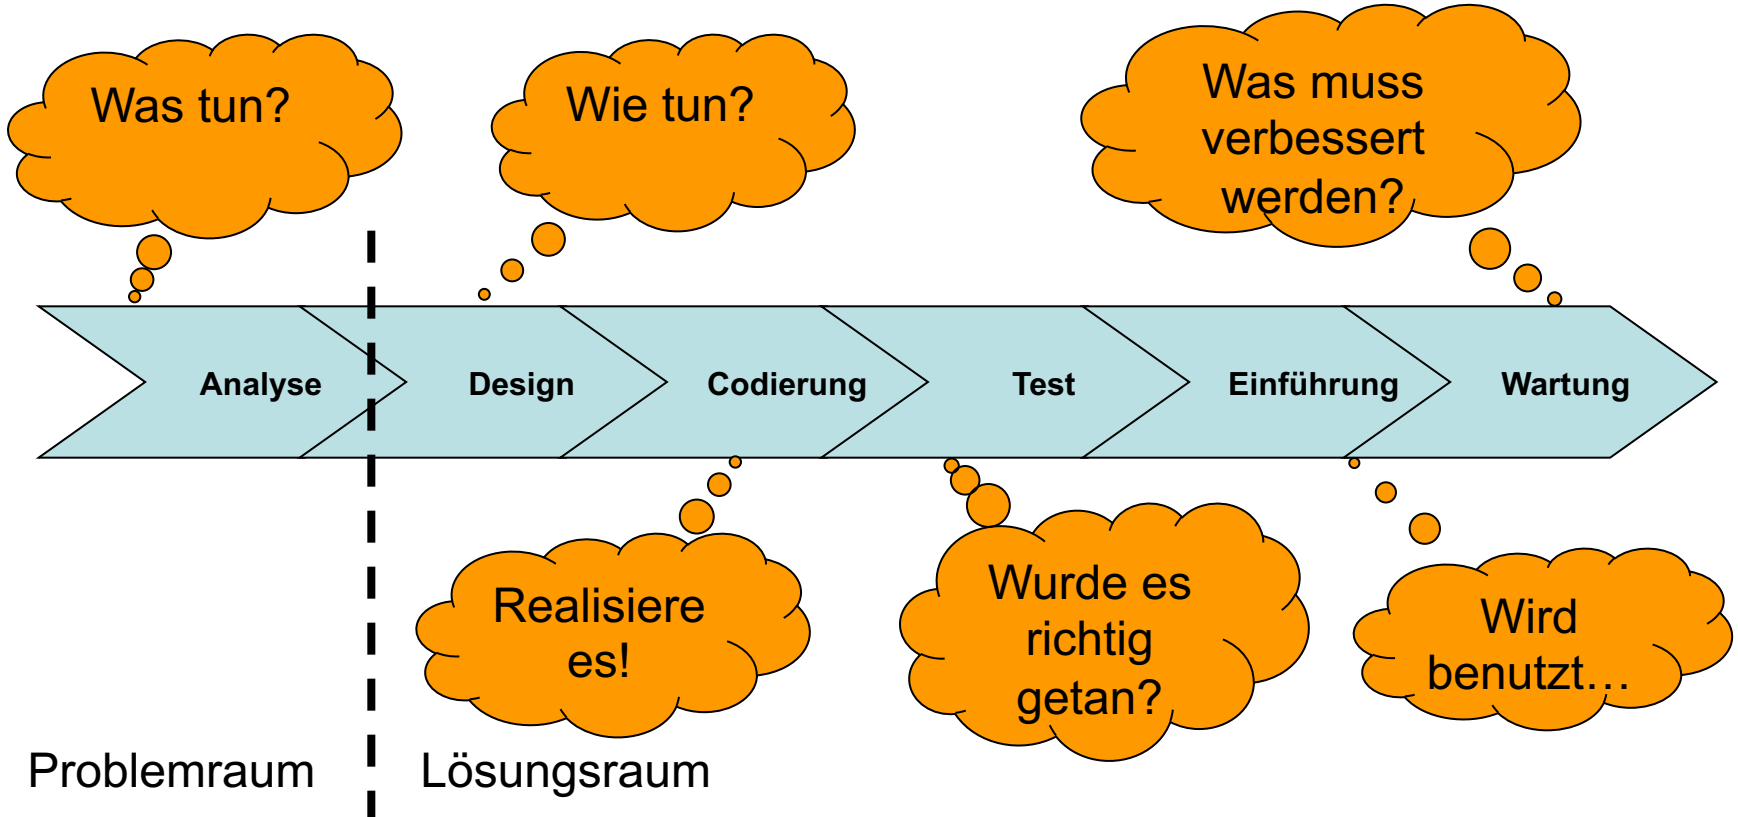 Was tun?
Wie tun?
Was muss
verbessert
werden?
Analyse
Design
Codierung
Test
Einführung
Wartung
Realisiere
es!
Wurde es
richtig
getan?
Wird
benutzt...
Problemraum
Lösungsraum